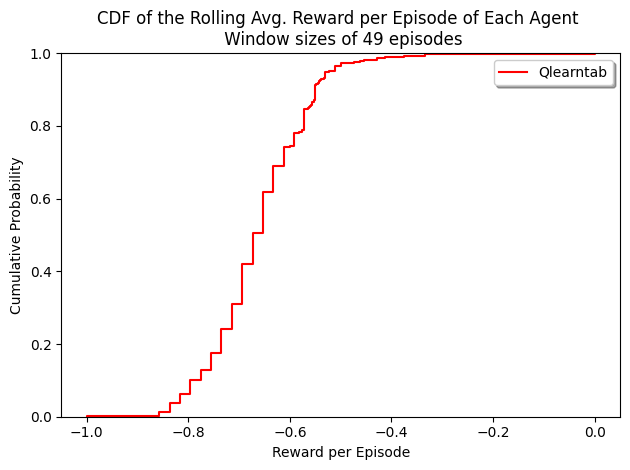 CDF of the Rolling Avg. Reward per Episode of Each Agent
Window sizes of 49 episodes
Qlearntab
Cumulative Probability
1.0
0.8
0.6
0.4
0.2
0.0
−1.0 −0.8 −0.6 −0.4 −0.2 0.0
Reward per Episode